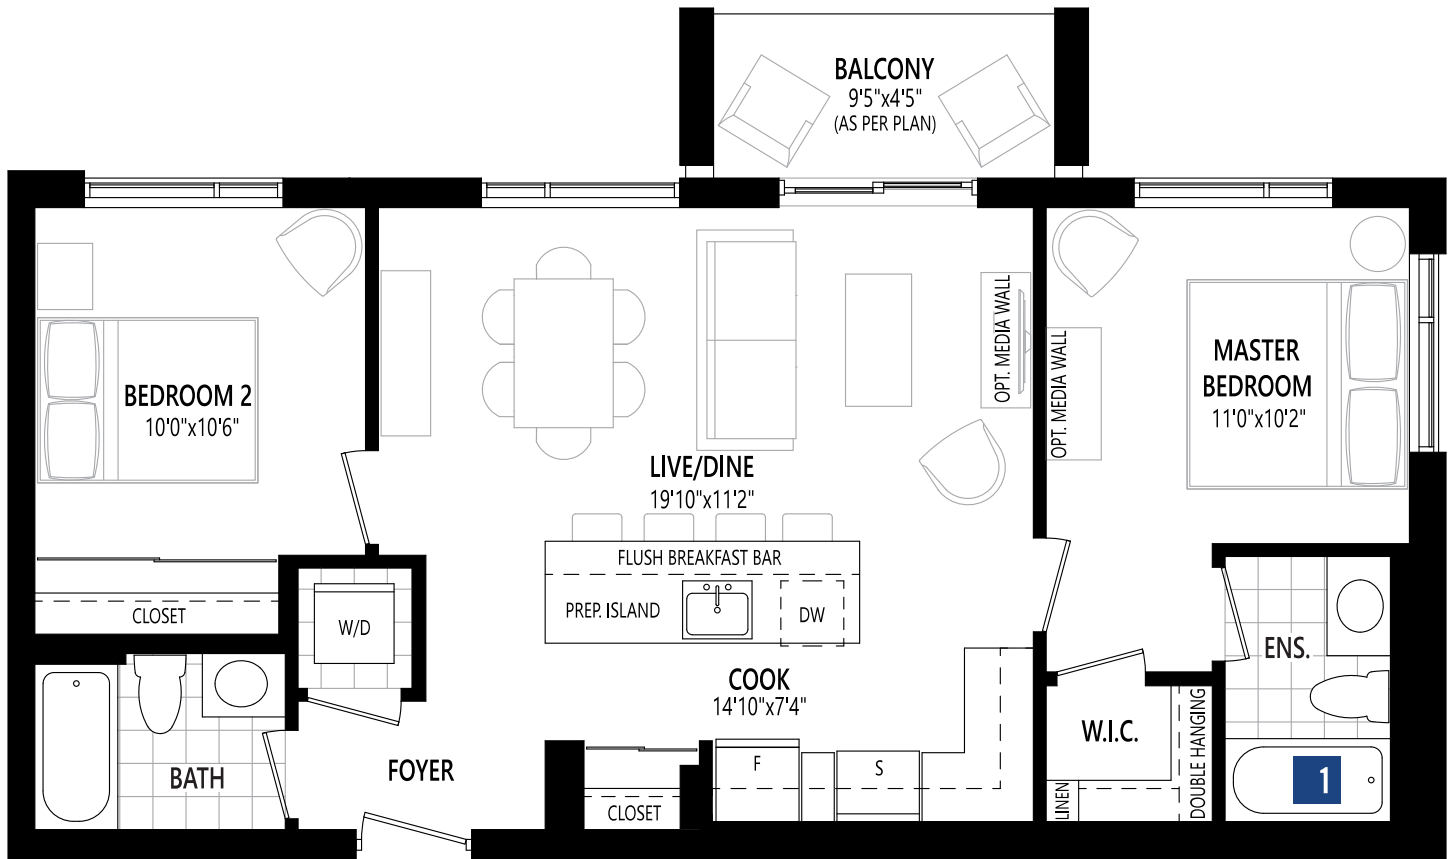 BALCONY
9'5"x4'5"
(AS PER PLAN)
BEDROOM 2
10'0"x10'6"
LIVE/DINE
19'10"x11'2"
OPT. MEDIA WALL
OPT. MEDIA WALL
MASTER
BEDROOM
11'0"x10'2"
FLUSH BREAKFAST BAR
PREP. ISLAND
DW
CLOSET
W/D
ENS.
COOK
14'10"x7'4"
BATH
FOYER
F
S
CLOSET
W.I.C.
LINEN
DOUBLE HANGING
1